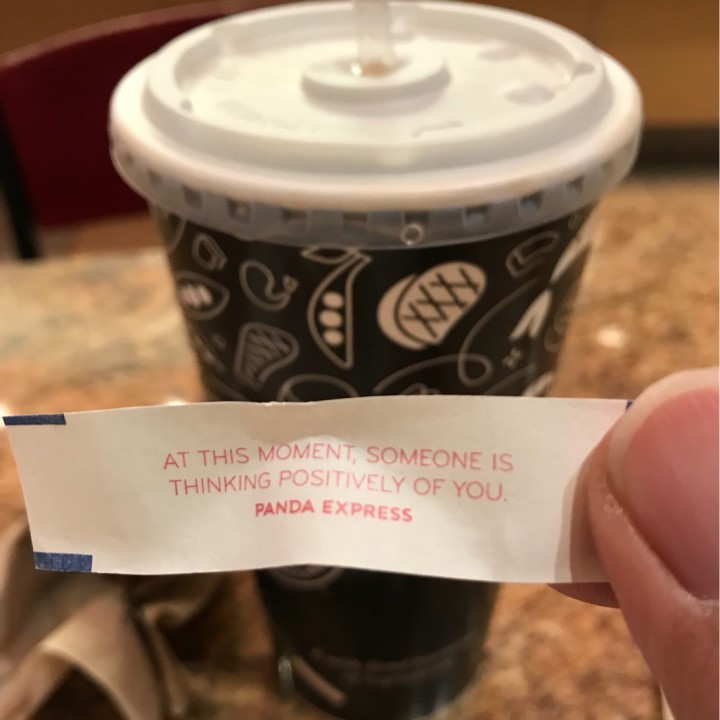 AT THIS MOMENT, SOMEONE IS
THINKING POSITIVELY OF YOU.
PANDA EXPRESS